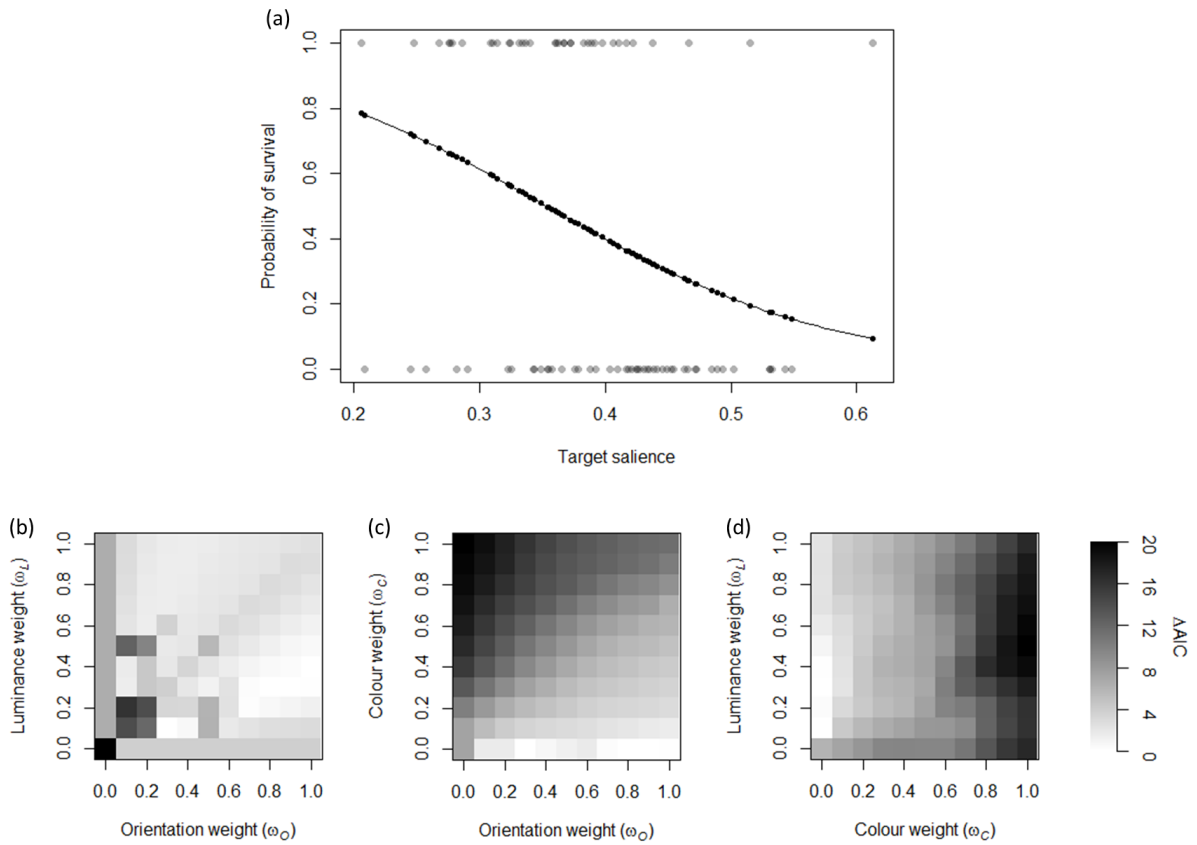 (a)
Probability of survival
1.0
0.8
0.6
0.4
0.2
0.0
0.2 0.3 0.4 0.5 0.6
Target salience
(b)
Luminance weight (ωL)
1.0
0.8
0.6
0.4
0.2
0.0
0.0 0.2 0.4 0.6 0.8 1.0
Orientation weight (ωO)
(c)
Colour weight (ωC)
1.0
0.8
0.6
0.4
0.2
0.0
0.0 0.2 0.4 0.6 0.8 1.0
Orientation weight (ωO)
(d)
Luminance weight (ωL)
1.0
0.8
0.6
0.4
0.2
0.0
0.0 0.2 0.4 0.6 0.8 1.0
Colour weight (ωC)
20
16
12
8
4
0
ΔAIC